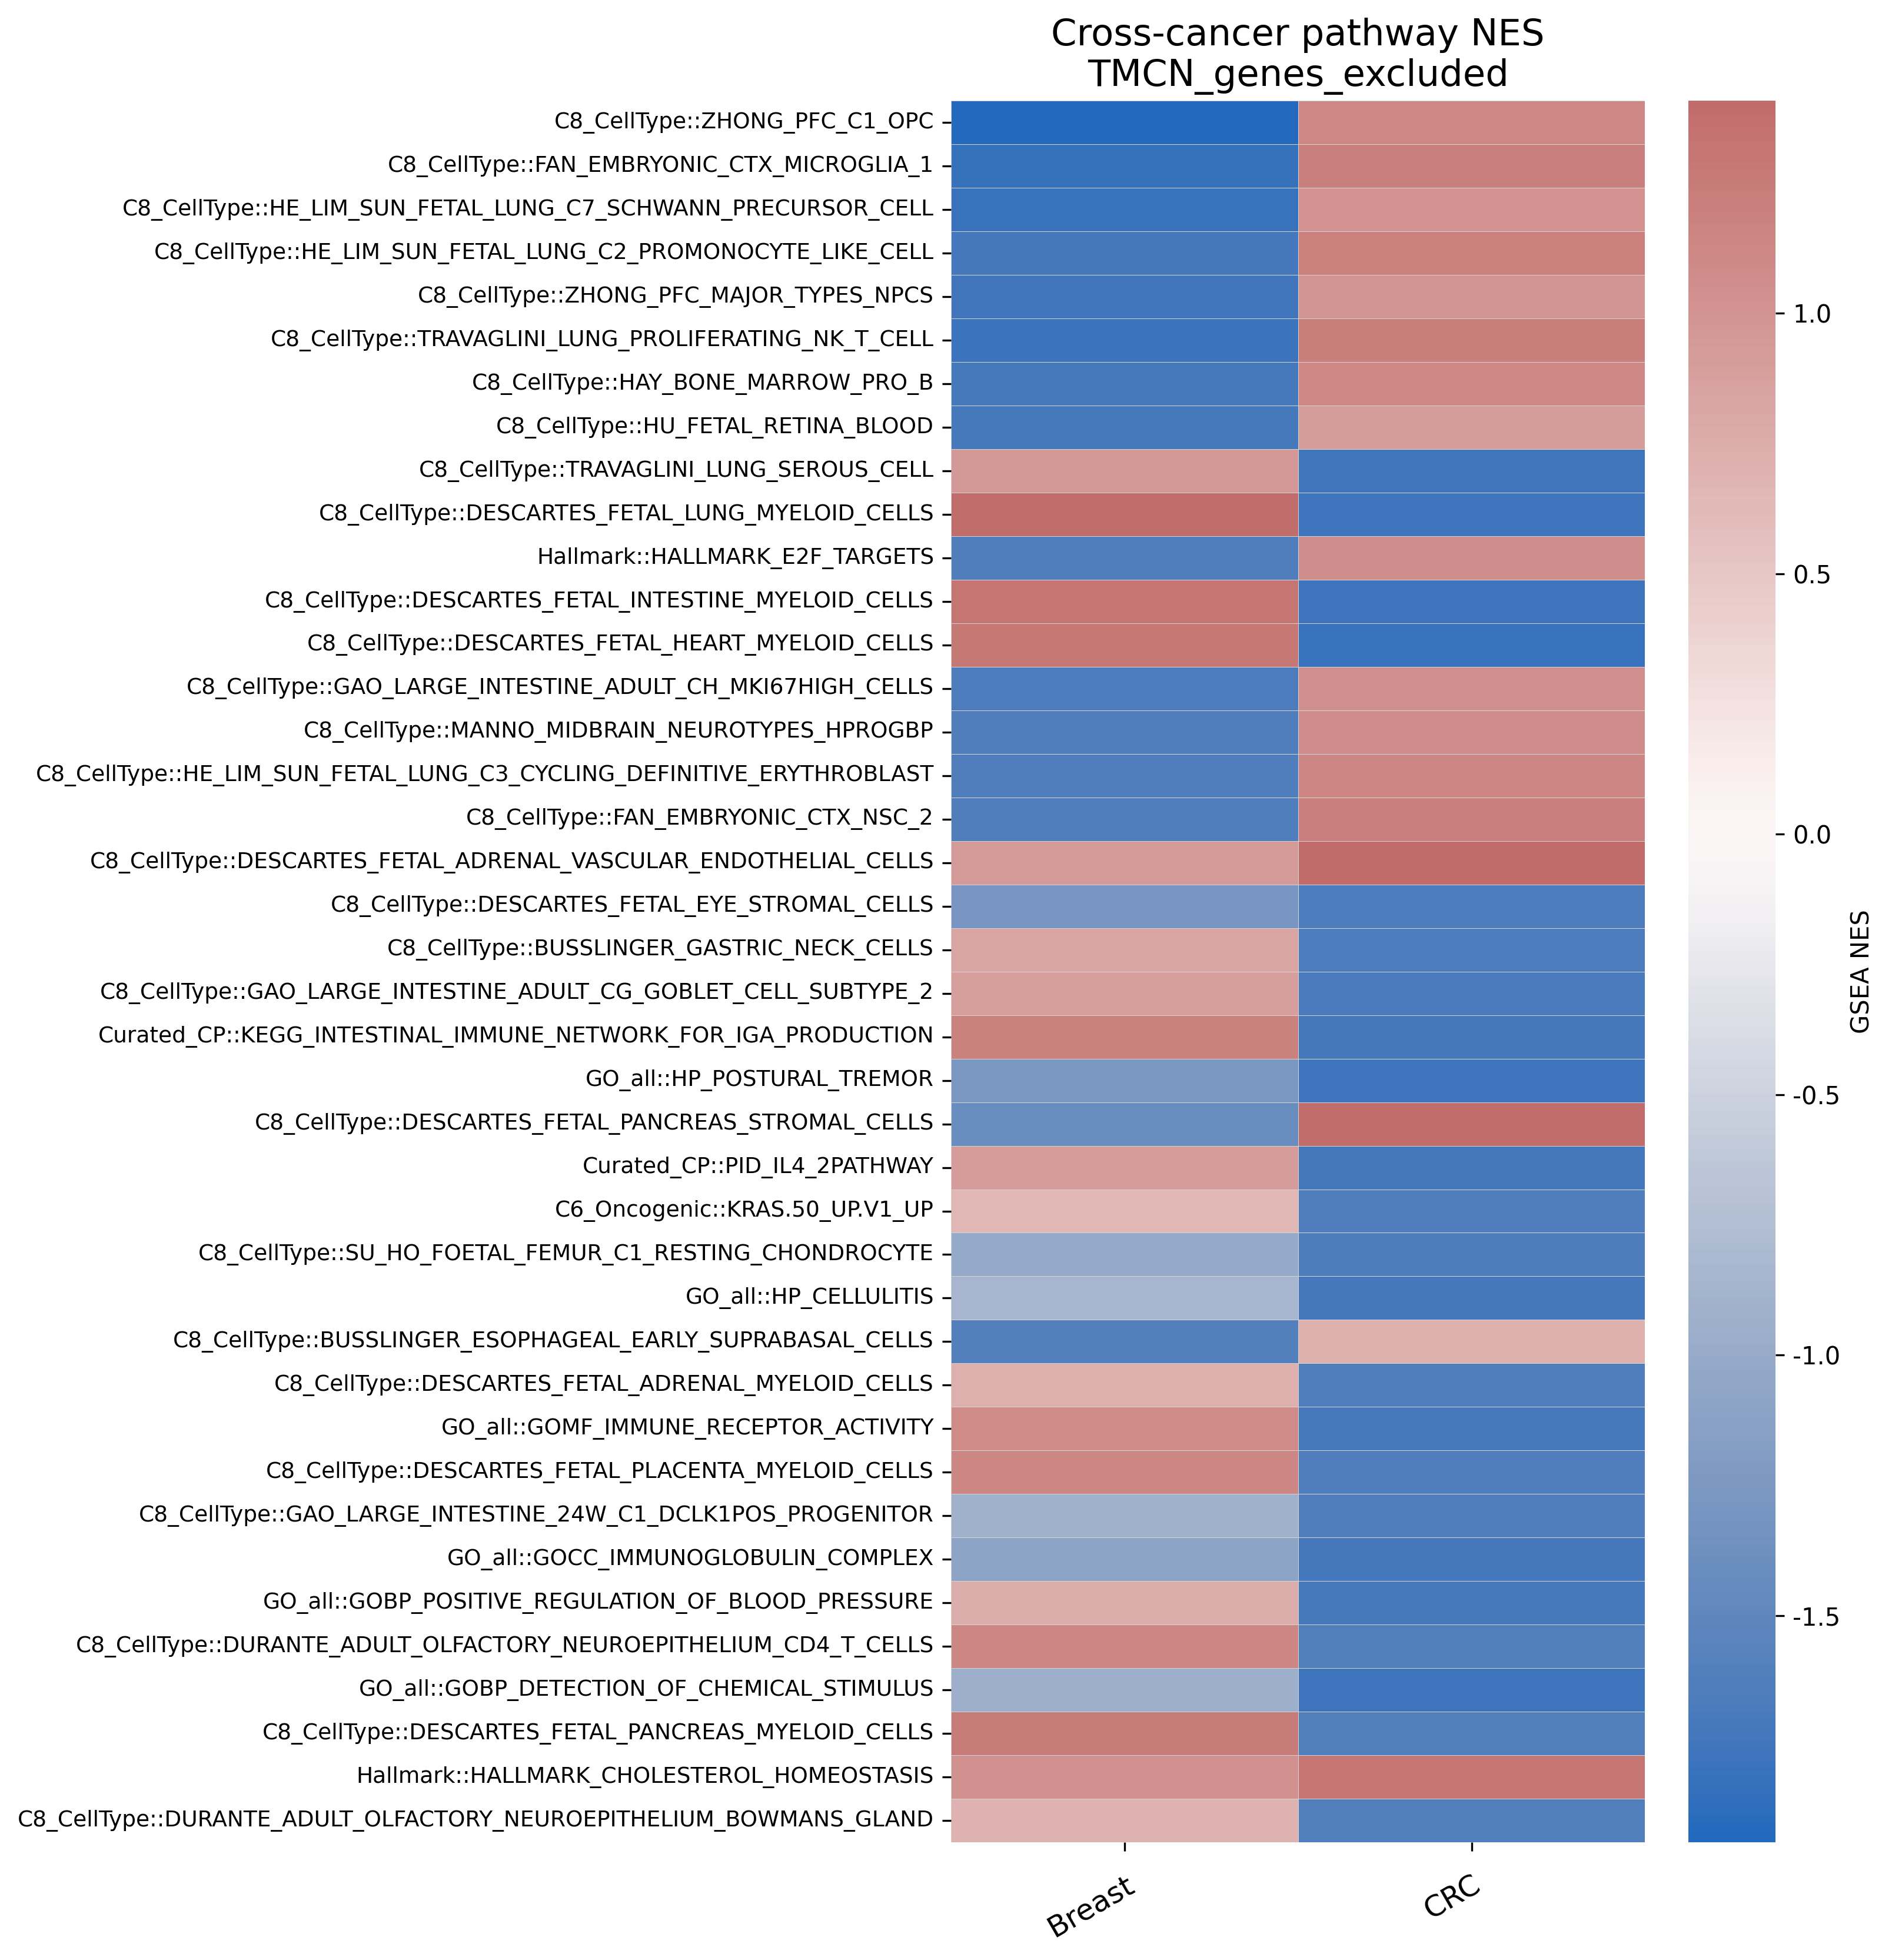 Cross-cancer pathway NES
TMCN_genes_excluded
C8_CellType::ZHONG_PFC_C1_OPC
C8_CellType::FAN_EMBRYONIC_CTX_MICROGLIA_1
C8_CellType::HE_LIM_SUN_FETAL_LUNG_C7_SCHWANN_PRECURSOR_CELL
C8_CellType::HE_LIM_SUN_FETAL_LUNG_C2_PROMONOCYTE_LIKE_CELL
C8_CellType::ZHONG_PFC_MAJOR_TYPES_NPCS
C8_CellType::TRAVAGLINI_LUNG_PROLIFERATING_NK_T_CELL
C8_CellType::HAY_BONE_MARROW_PRO_B
C8_CellType::HU_FETAL_RETINA_BLOOD
C8_CellType::TRAVAGLINI_LUNG_SEROUS_CELL
C8_CellType::DESCARTES_FETAL_LUNG_MYELOID_CELLS
Hallmark::HALLMARK_E2F_TARGETS
C8_CellType::DESCARTES_FETAL_INTESTINE_MYELOID_CELLS
C8_CellType::DESCARTES_FETAL_HEART_MYELOID_CELLS
C8_CellType::GAO_LARGE_INTESTINE_ADULT_CH_MKI67HIGH_CELLS
C8_CellType::MANNO_MIDBRAIN_NEUROTYPES_HPROGBP
C8_CellType::HE_LIM_SUN_FETAL_LUNG_C3_CYCLING_DEFINITIVE_ERYTHROBLAST
C8_CellType::FAN_EMBRYONIC_CTX_NSC_2
C8_CellType::DESCARTES_FETAL_ADRENAL_VASCULAR_ENDOTHELIAL_CELLS
C8_CellType::DESCARTES_FETAL_EYE_STROMAL_CELLS
C8_CellType::BUSSLINGER_GASTRIC_NECK_CELLS
C8_CellType::GAO_LARGE_INTESTINE_ADULT_CG_GOBLET_CELL_SUBTYPE_2
Curated_CP::KEGG_INTESTINAL_IMMUNE_NETWORK_FOR_IGA_PRODUCTION
GO_all::HP_POSTURAL_TREMOR
C8_CellType::DESCARTES_FETAL_PANCREAS_STROMAL_CELLS
Curated_CP::PID_IL4_2PATHWAY
C6_Oncogenic::KRAS.50_UP.V1_UP
C8_CellType::SU_HO_FOETAL_FEMUR_C1_RESTING_CHONDROCYTE
GO_all::HP_CELLULITIS
C8_CellType::BUSSLINGER_ESOPHAGEAL_EARLY_SUPRABASAL_CELLS
C8_CellType::DESCARTES_FETAL_ADRENAL_MYELOID_CELLS
GO_all::GOMF_IMMUNE_RECEPTOR_ACTIVITY
C8_CellType::DESCARTES_FETAL_PLACENTA_MYELOID_CELLS
C8_CellType::GAO_LARGE_INTESTINE_24W_C1_DCLK1POS_PROGENITOR
GO_all::GOCC_IMMUNOGLOBULIN_COMPLEX
GO_all::GOBP_POSITIVE_REGULATION_OF_BLOOD_PRESSURE
C8_CellType::DURANTE_ADULT_OLFACTORY_NEUROEPITHELIUM_CD4_T_CELLS
GO_all::GOBP_DETECTION_OF_CHEMICAL_STIMULUS
C8_CellType::DESCARTES_FETAL_PANCREAS_MYELOID_CELLS
Hallmark::HALLMARK_CHOLESTEROL_HOMEOSTASIS
C8_CellType::DURANTE_ADULT_OLFACTORY_NEUROEPITHELIUM_BOWMANS_GLAND
Breast
CRC
1.0
0.5
0.0
-0.5
-1.0
-1.5
GSEA NES